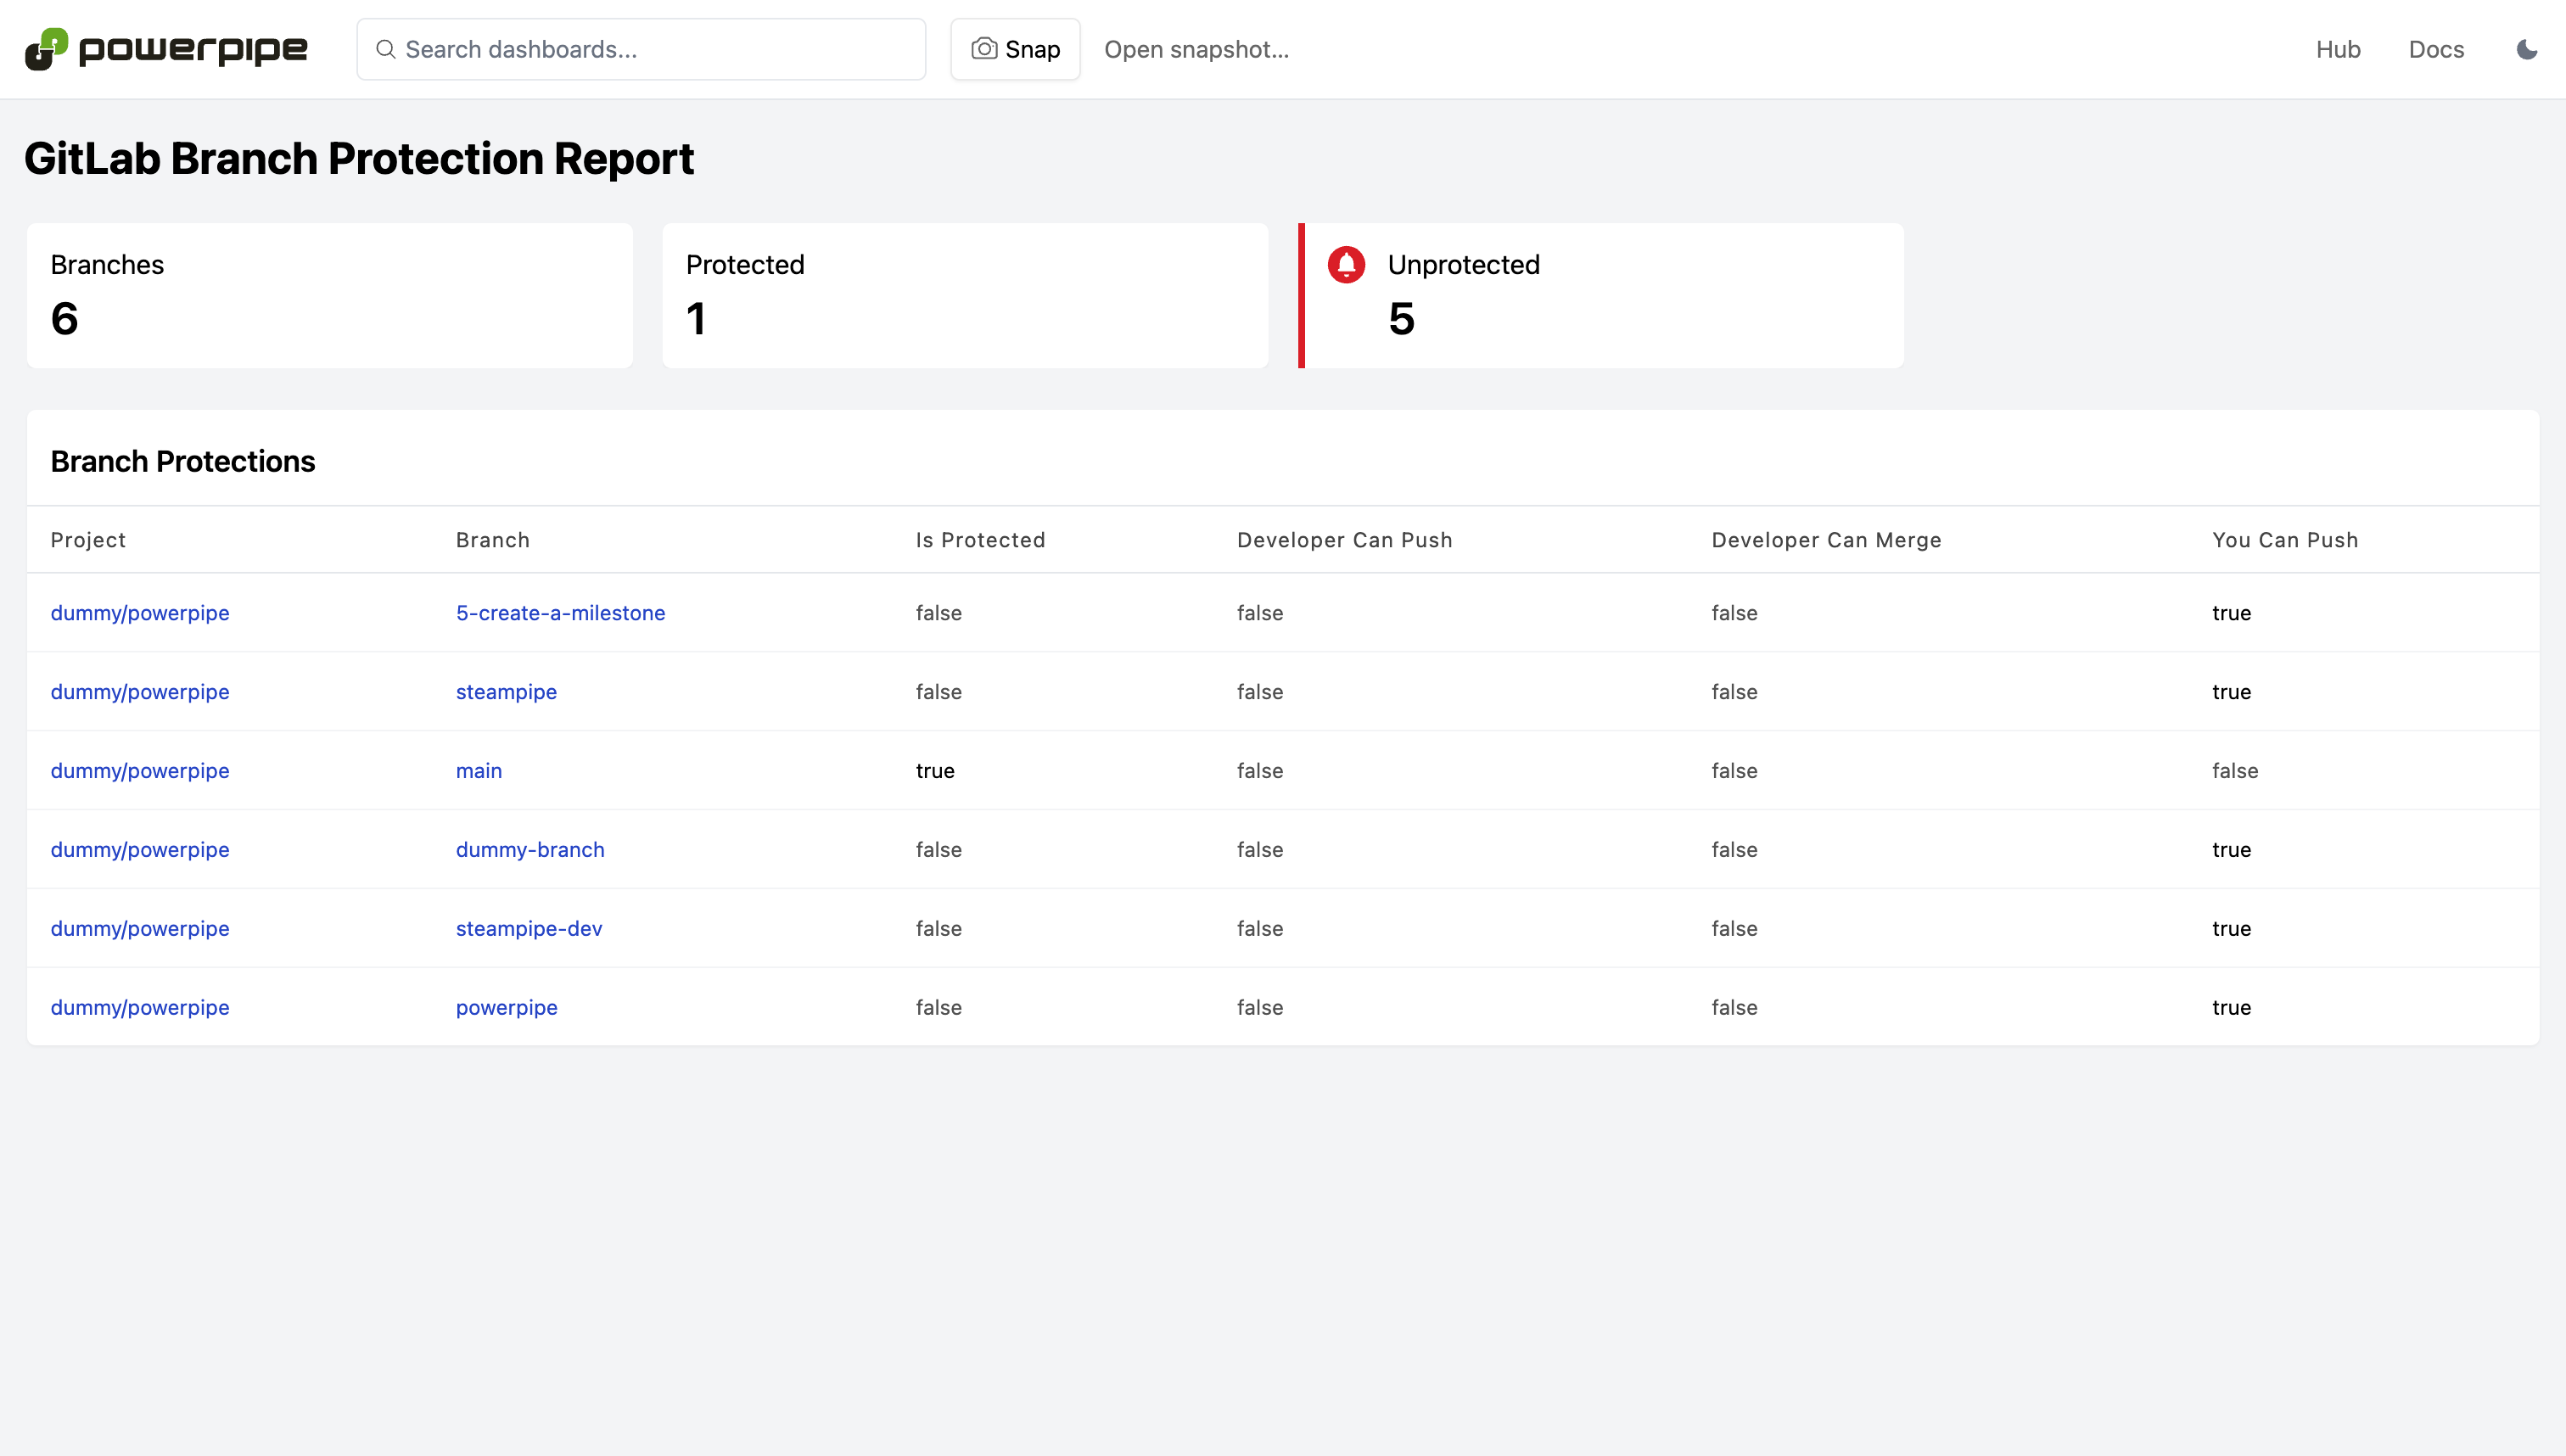 powerpipe Search dashboards... Snap Open snapshot... Hub Docs
GitLab Branch Protection Report
Branches Protected Unprotected
6 1 5
Branch Protections
Project Branch Is Protected Developer Can Push Developer Can Merge You Can Push
dummy/powerpipe 5-create-a-milestone false false false true
dummy/powerpipe steampipe false false false true
dummy/powerpipe main true false false false
dummy/powerpipe dummy-branch false false false true
dummy/powerpipe steampipe-dev false false false true
dummy/powerpipe powerpipe false false false true